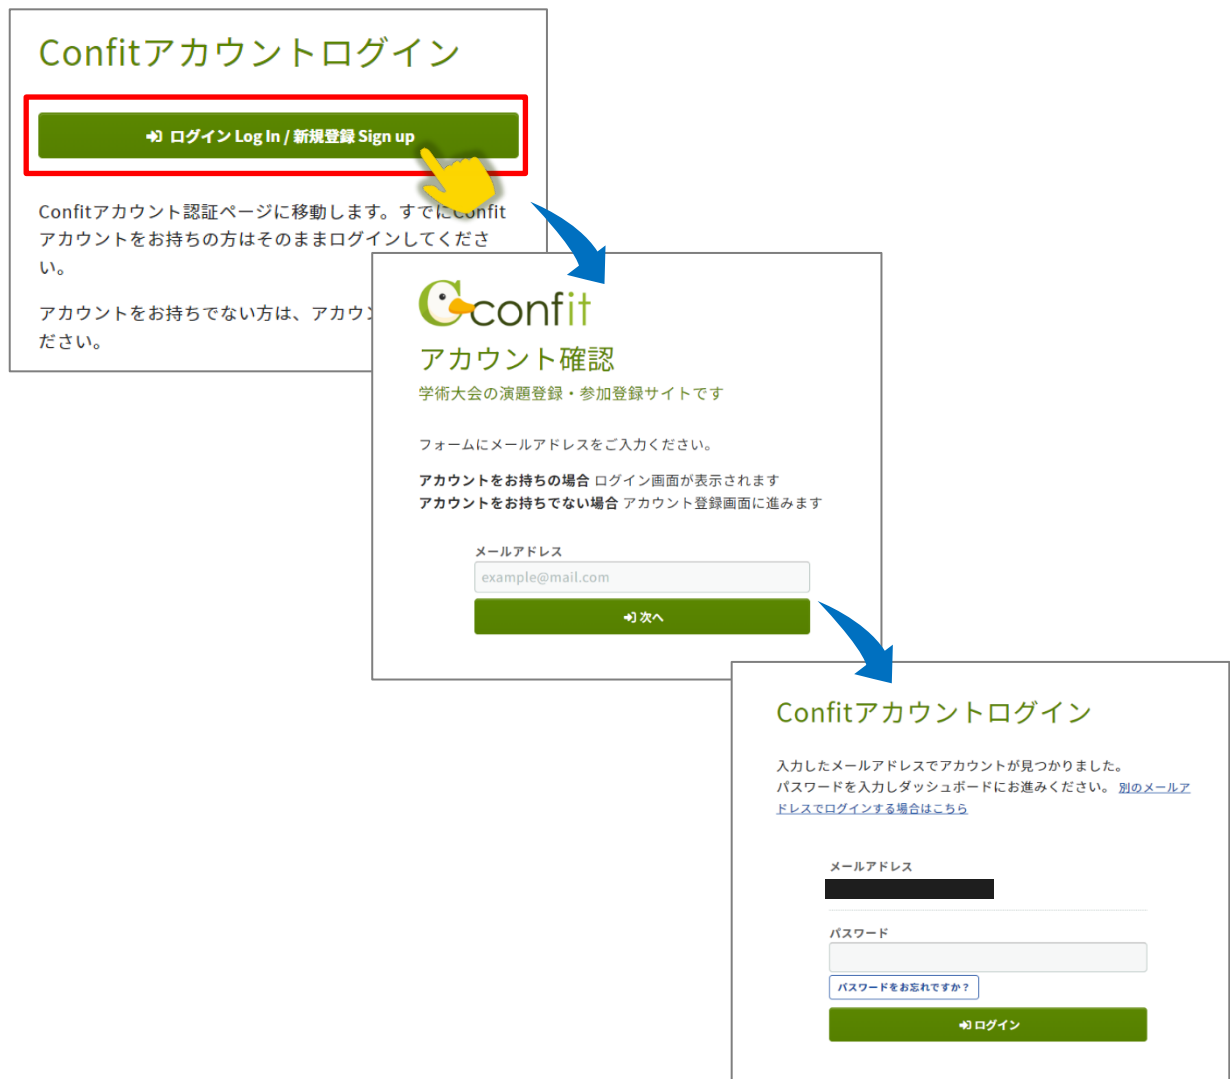 Confitアカウントログイン
ログイン Log In / 新規登録 Sign up
Confitアカウント認証ページに移動します。すでにConfit
アカウントをお持ちの方はそのままログインしてくださ
い。
アカウントをお持ちでない方は、アカウン
ださい。
confit
アカウント確認
学術大会の演題登録・参加登録サイトです
フォームにメールアドレスをご入力ください。
アカウントをお持ちの場合 ログイン画面が表示されます
アカウントをお持ちでない場合 アカウント登録画面に進みます
メールアドレス
example@mail.com
次へ
Confitアカウントログイン
入力したメールアドレスでアカウントが見つかりました。
パスワードを入力しダッシュボードにお進みください。 別のメールア
ドレスでログインする場合はこちら
メールアドレス
パスワード
パスワードをお忘れですか？
ログイン